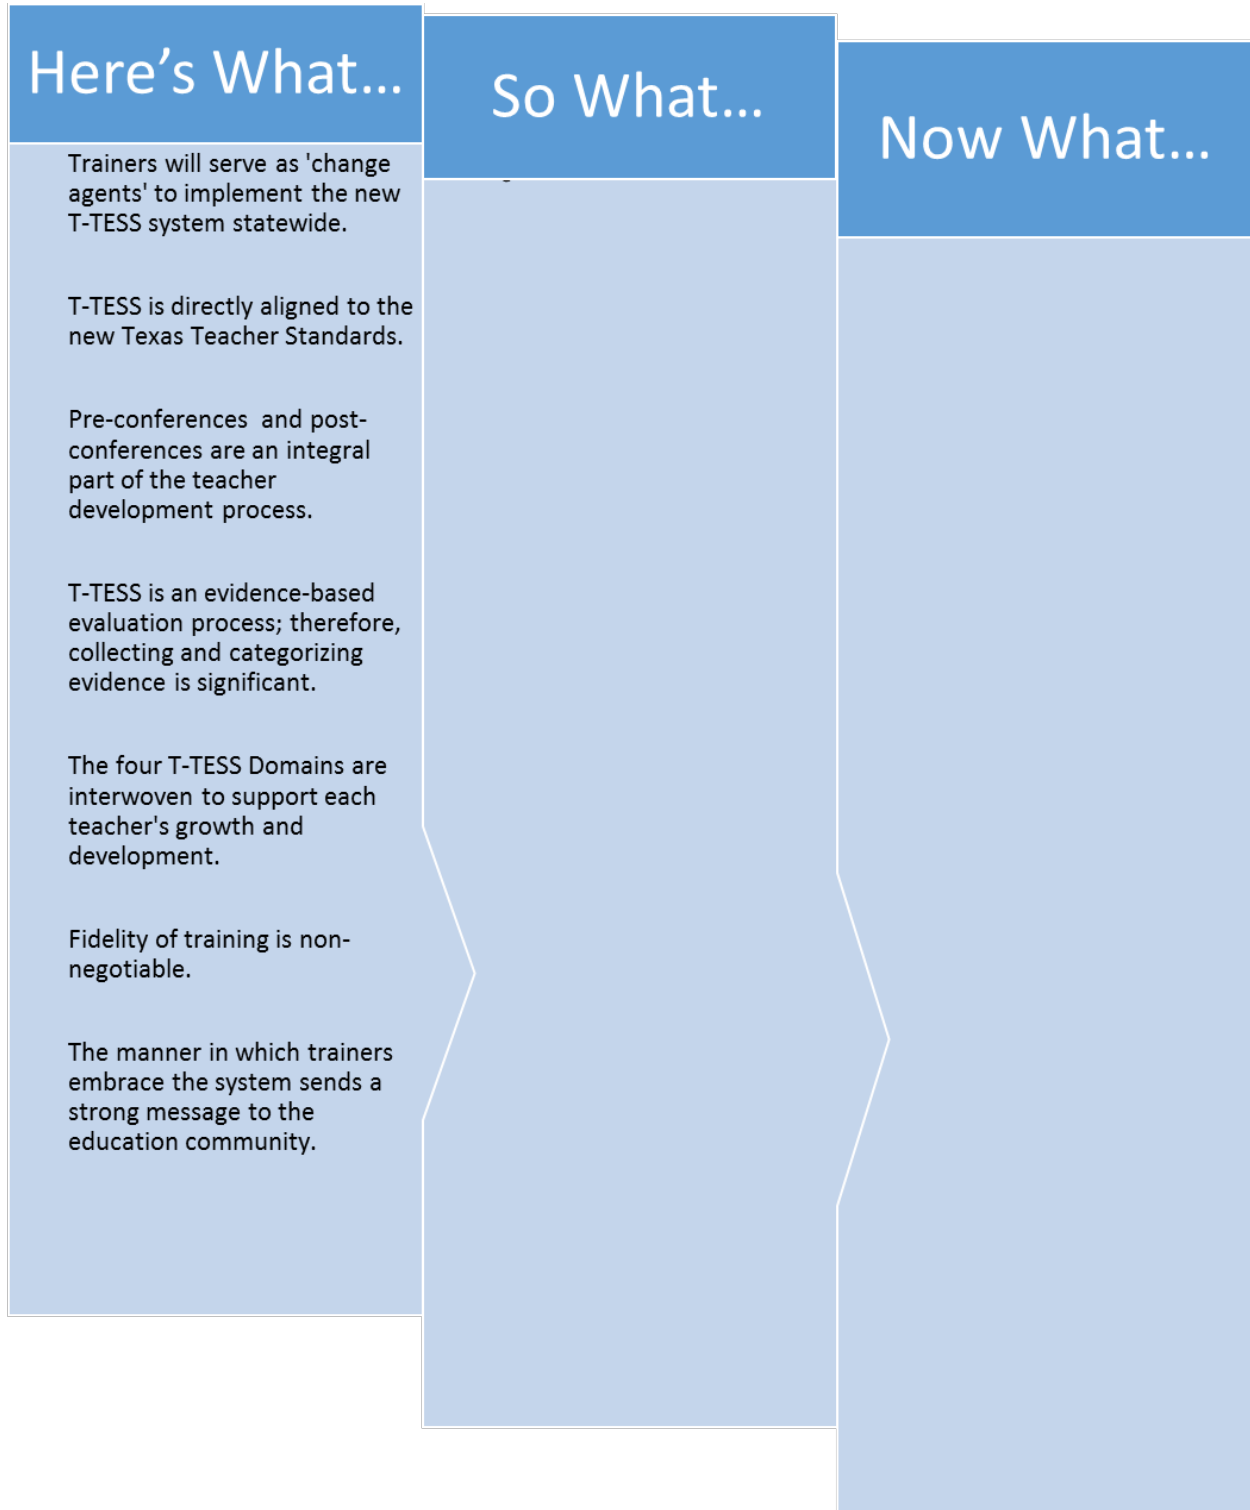 Here’s What...
Trainers will serve as 'change
agents' to implement the new
T-TESS system statewide.
T-TESS is directly aligned to the
new Texas Teacher Standards.
Pre-conferences  and post-
conferences are an integral
part of the teacher
development process.
T-TESS is an evidence-based
evaluation process; therefore,
collecting and categorizing
evidence is significant.
The four T-TESS Domains are
interwoven to support each
teacher's growth and
development.
Fidelity of training is non-
negotiable.
The manner in which trainers
embrace the system sends a
strong message to the
education community.
So What...
Now What...